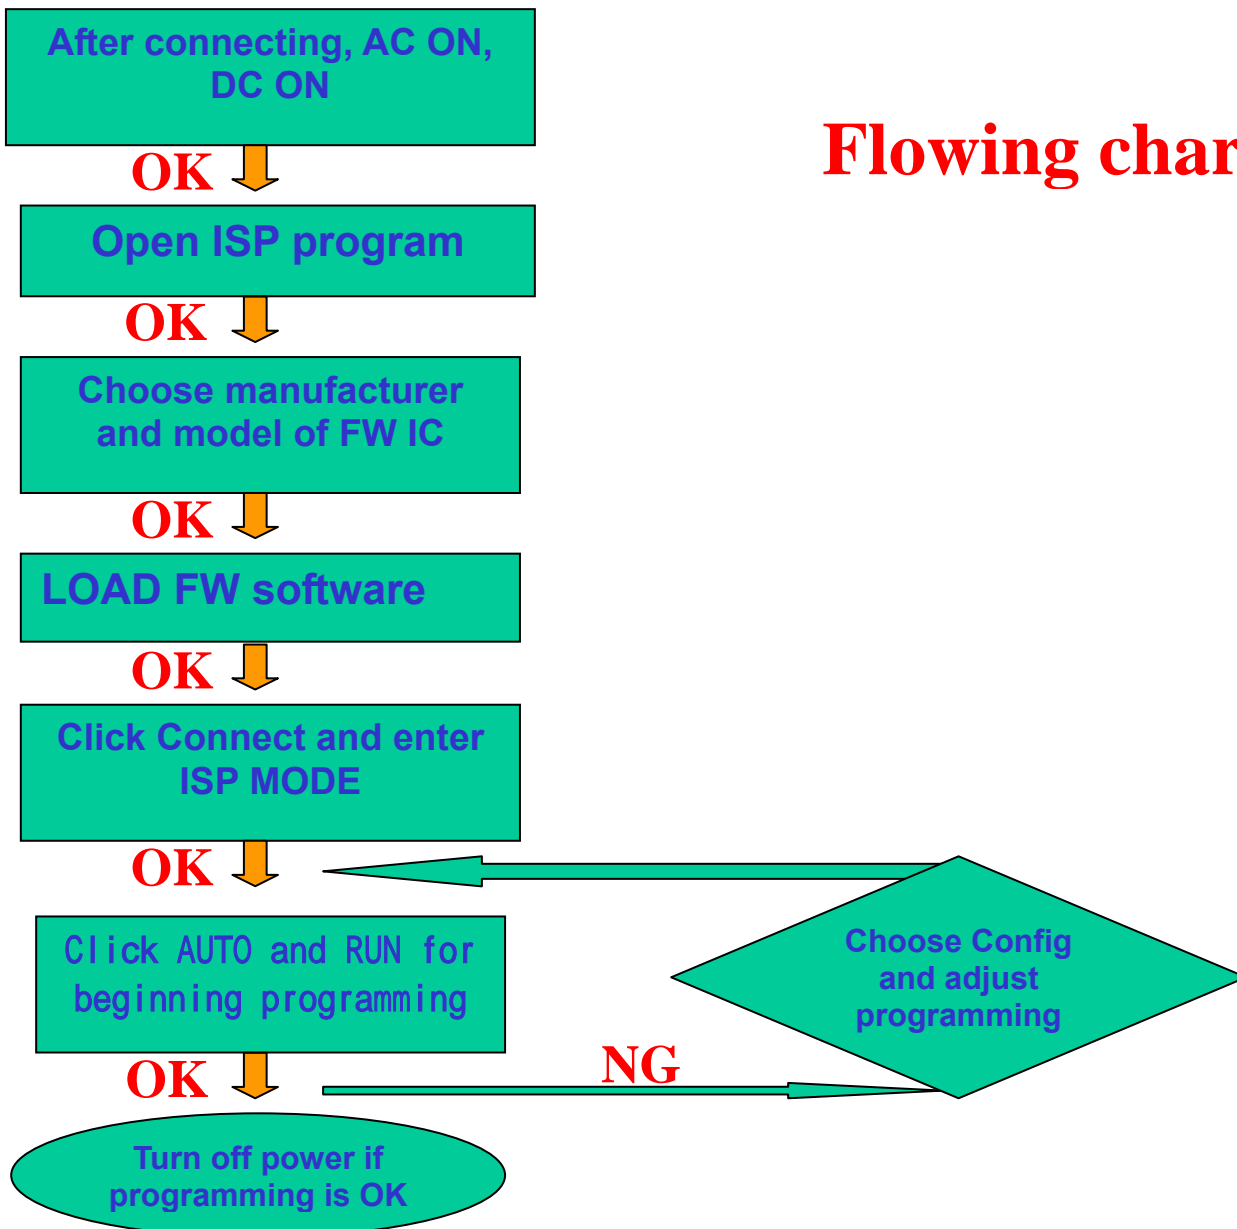 After connecting, AC ON,
DC ON
Flowing char
OK
Open ISP program
OK
Choose manufacturer
and model of FW IC
OK
LOAD FW software
OK
Click Connect and enter
ISP MODE
OK
Click AUTO and RUN for
beginning programming
Choose Config
and adjust
programming
OK
NG
Turn off power if
programming is OK